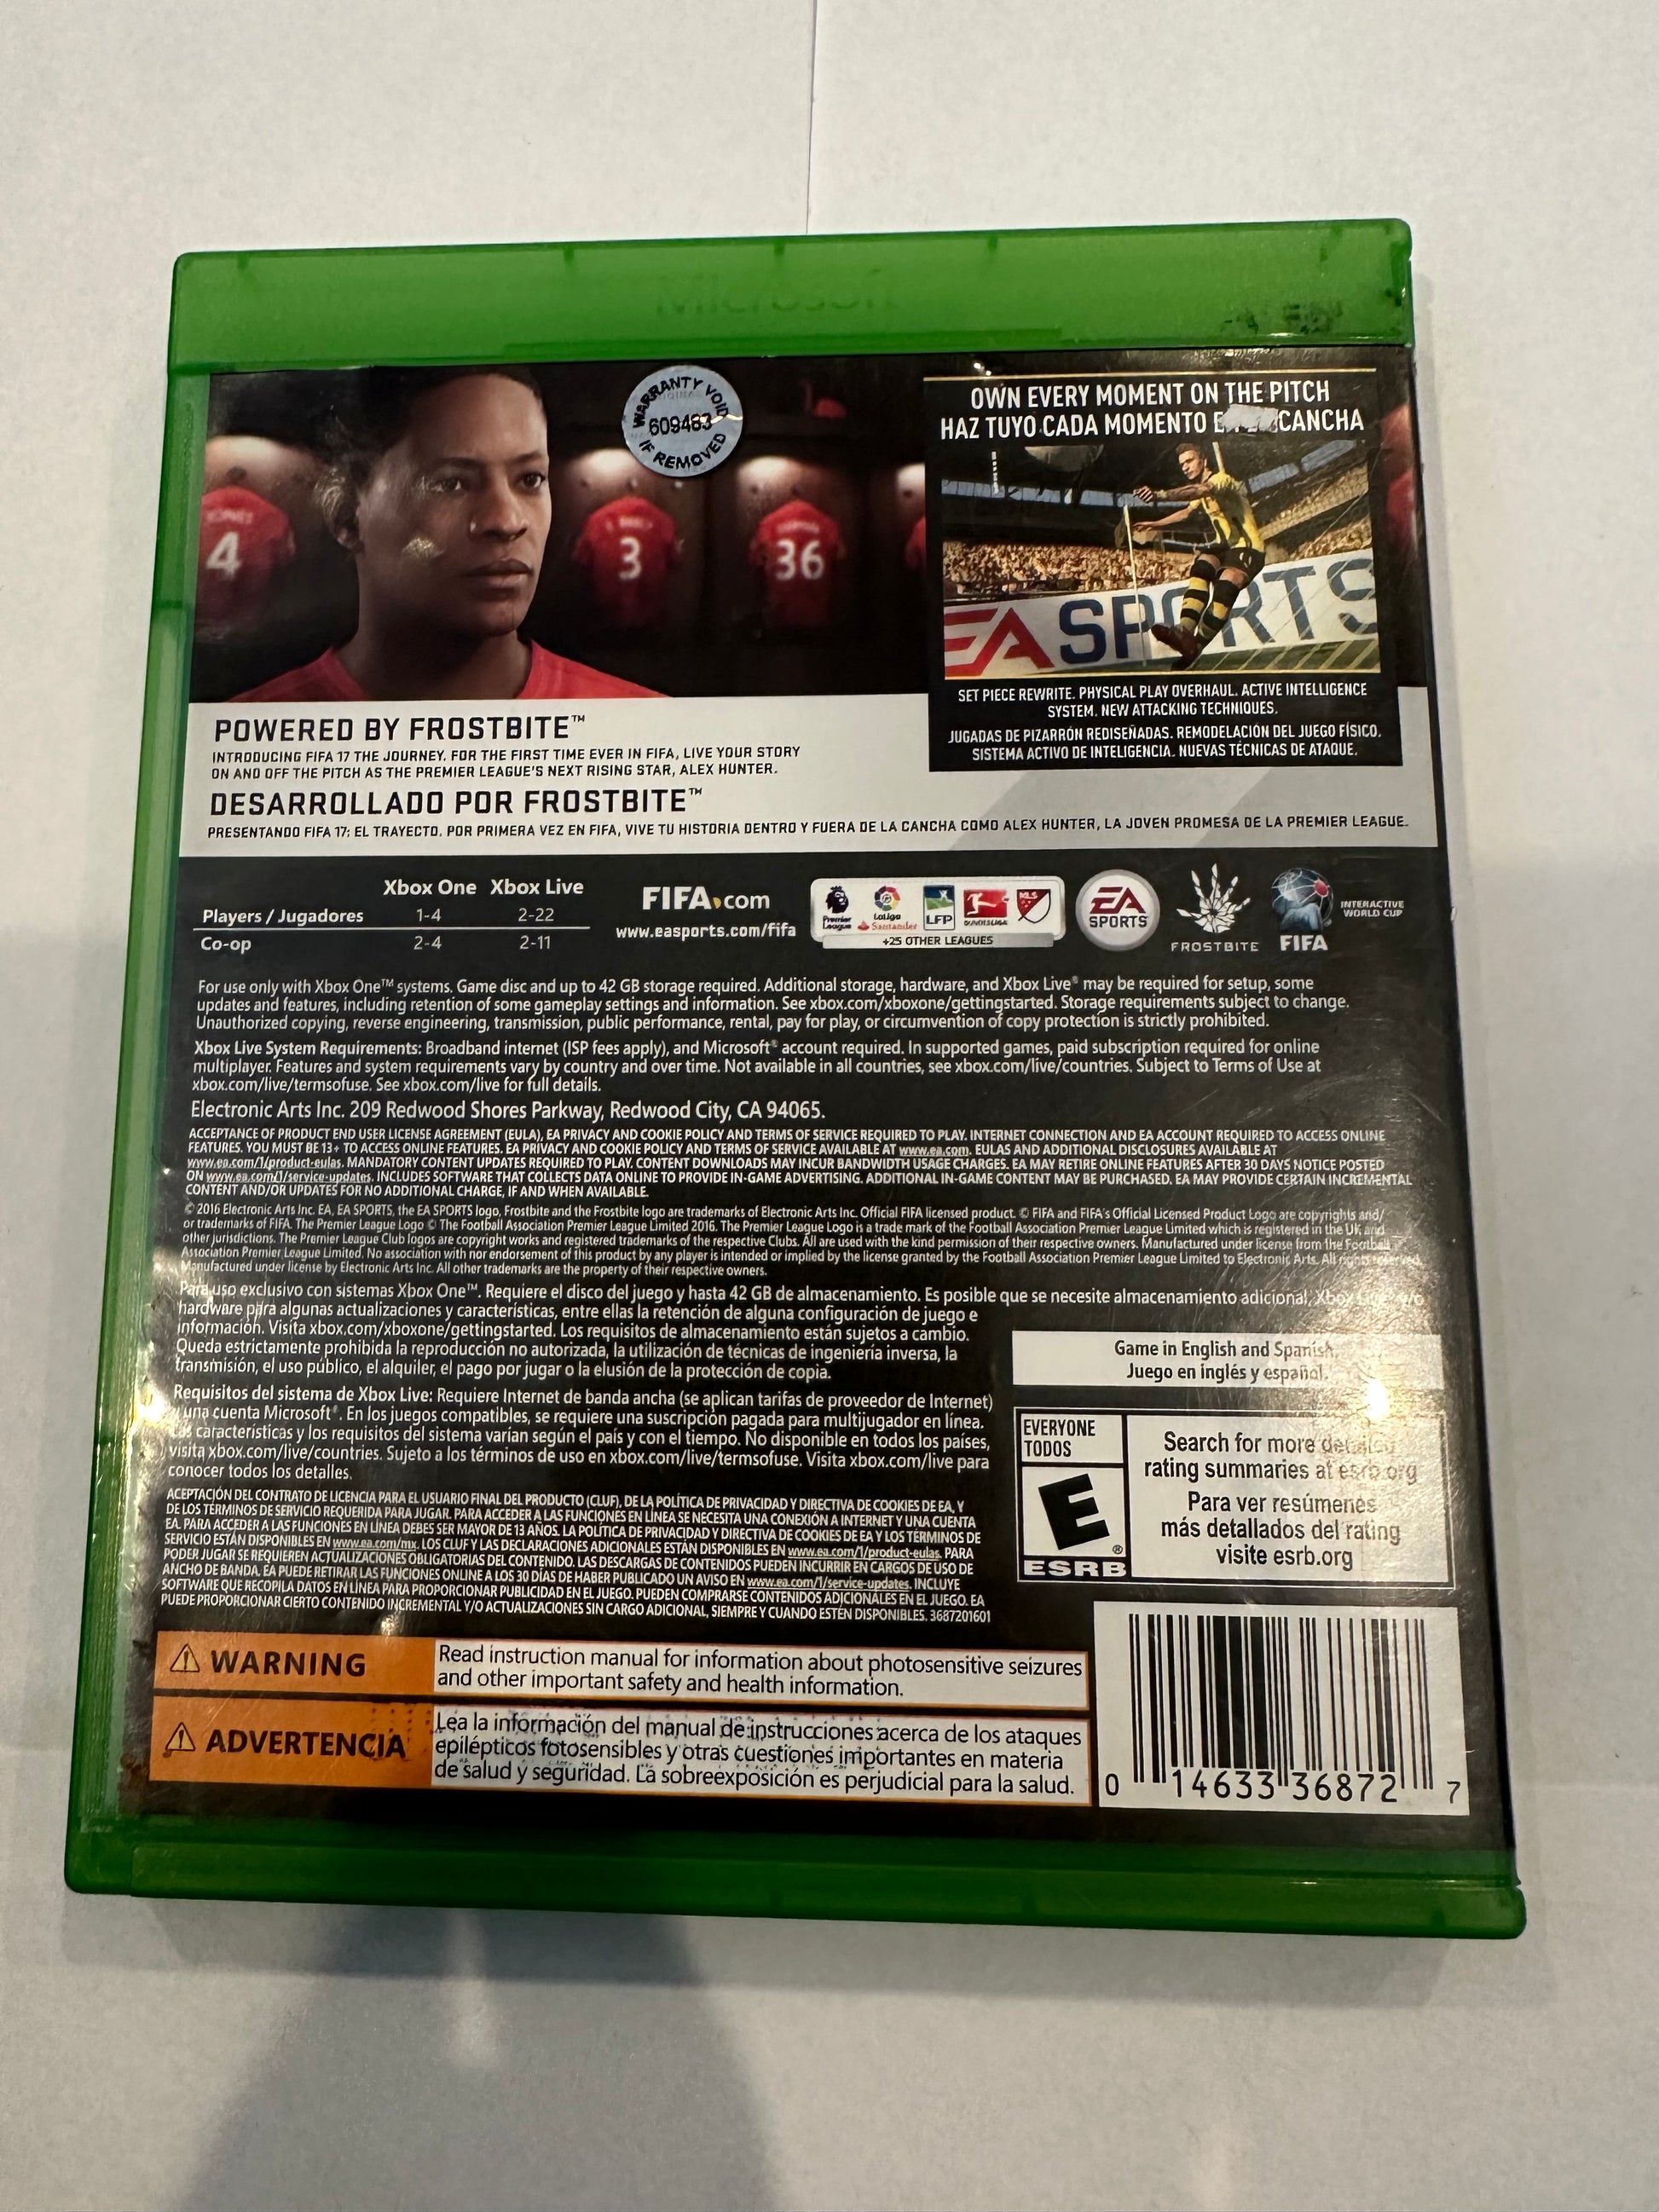 Microsoft
WARRANTY VOID
609483
IF REMOVED
4
3
36
OWN EVERY MOMENT ON THE PITCH
HAZ TUYO CADA MOMENTO CANCHA
EA SPORTS
SET PIECE REWRITE. PHYSICAL PLAY OVERHAUL. ACTIVE INTELLIGENCE
SYSTEM. NEW ATTACKING TECHNIQUES.
JUGADAS DE PIZARRÓN REDISEÑADAS. REMODELACIÓN DEL JUEGO FÍSICO.
SISTEMA ACTIVO DE INTELIGENCIA. NUEVAS TÉCNICAS DE ATAQUE.
POWERED BY FROSTBITE™
INTRODUCING FIFA 17 THE JOURNEY. FOR THE FIRST TIME EVER IN FIFA, LIVE YOUR STORY
ON AND OFF THE PITCH AS THE PREMIER LEAGUE'S NEXT RISING STAR, ALEX HUNTER.
DESARROLLADO POR FROSTBITE™
PRESENTANDO FIFA 17: EL TRAYECTO. POR PRIMERA VEZ EN FIFA, VIVE TU HISTORIA DENTRO Y FUERA DE LA CANCHA COMO ALEX HUNTER, LA JOVEN PROMESA DE LA PREMIER LEAGUE.
Xbox One Xbox Live
Players / Jugadores 1-4 2-22
Co-op 2-4 2-11
FIFA.com
www.easports.com/fifa
Premier League
LaLiga Santander
LFP
BUNDESLIGA
MLS
+25 OTHER LEAGUES
EA SPORTS
FROSTBITE
FIFA
INTERACTIVE
WORLD CUP
For use only with Xbox One™ systems. Game disc and up to 42 GB storage required. Additional storage, hardware, and Xbox Live® may be required for setup, some
updates and features, including retention of some gameplay settings and information. See xbox.com/xboxone/gettingstarted. Storage requirements subject to change.
Unauthorized copying, reverse engineering, transmission, public performance, rental, pay for play, or circumvention of copy protection is strictly prohibited.
Xbox Live System Requirements: Broadband internet (ISP fees apply), and Microsoft® account required. In supported games, paid subscription required for online
multiplayer. Features and system requirements vary by country and over time. Not available in all countries, see xbox.com/live/countries. Subject to Terms of Use at
xbox.com/live/termsofuse. See xbox.com/live for full details.
Electronic Arts Inc. 209 Redwood Shores Parkway, Redwood City, CA 94065.
ACCEPTANCE OF PRODUCT END USER LICENSE AGREEMENT (EULA), EA PRIVACY AND COOKIE POLICY AND TERMS OF SERVICE REQUIRED TO PLAY. INTERNET CONNECTION AND EA ACCOUNT REQUIRED TO ACCESS ONLINE
FEATURES. YOU MUST BE 13+ TO ACCESS ONLINE FEATURES. EA PRIVACY AND COOKIE POLICY AND TERMS OF SERVICE AVAILABLE AT www.ea.com. EULAS AND ADDITIONAL DISCLOSURES AVAILABLE AT
www.ea.com/1/product-eulas. MANDATORY CONTENT UPDATES REQUIRED TO PLAY. CONTENT DOWNLOADS MAY INCUR BANDWIDTH USAGE CHARGES. EA MAY RETIRE ONLINE FEATURES AFTER 30 DAYS NOTICE POSTED
ON www.ea.com/1/service-updates. INCLUDES SOFTWARE THAT COLLECTS DATA ONLINE TO PROVIDE IN-GAME ADVERTISING. ADDITIONAL IN-GAME CONTENT MAY BE PURCHASED. EA MAY PROVIDE CERTAIN INCREMENTAL
CONTENT AND/OR UPDATES FOR NO ADDITIONAL CHARGE, IF AND WHEN AVAILABLE.
© 2016 Electronic Arts Inc. EA, EA SPORTS, the EA SPORTS logo, Frostbite and the Frostbite logo are trademarks of Electronic Arts Inc. Official FIFA licensed product. © FIFA and FIFA's Official Licensed Product Logo are copyrights and/
or trademarks of FIFA. The Premier League Logo © The Football Association Premier League Limited 2016. The Premier League Logo is a trade mark of the Football Association Premier League Limited which is registered in the UK and
other jurisdictions. The Premier League Club logos are copyright works and registered trademarks of the respective Clubs. All are used with the kind permission of their respective owners. Manufactured under license from the Football
Association Premier League Limited. No association with nor endorsement of this product by any player is intended or implied by the license granted by the Football Association Premier League Limited to Electronic Arts. All rights reserved.
Manufactured under license by Electronic Arts Inc. All other trademarks are the property of their respective owners.
Para uso exclusivo con sistemas Xbox One™. Requiere el disco del juego y hasta 42 GB de almacenamiento. Es posible que se necesite almacenamiento adicional, Xbox Live® y/o
hardware para algunas actualizaciones y características, entre ellas la retención de alguna configuración de juego e
información. Visita xbox.com/xboxone/gettingstarted. Los requisitos de almacenamiento están sujetos a cambio.
Queda estrictamente prohibida la reproducción no autorizada, la utilización de técnicas de ingeniería inversa, la
transmisión, el uso público, el alquiler, el pago por jugar o la elusión de la protección de copia.
Requisitos del sistema de Xbox Live: Requiere Internet de banda ancha (se aplican tarifas de proveedor de Internet)
y una cuenta Microsoft®. En los juegos compatibles, se requiere una suscripción pagada para multijugador en línea.
Las características y los requisitos del sistema varían según el país y con el tiempo. No disponible en todos los países,
visita xbox.com/live/countries. Sujeto a los términos de uso en xbox.com/live/termsofuse. Visita xbox.com/live para
conocer todos los detalles.
ACEPTACIÓN DEL CONTRATO DE LICENCIA PARA EL USUARIO FINAL DEL PRODUCTO (CLUF), DE LA POLÍTICA DE PRIVACIDAD Y DIRECTIVA DE COOKIES DE EA, Y
DE LOS TÉRMINOS DE SERVICIO REQUERIDA PARA JUGAR. PARA ACCEDER A LAS FUNCIONES EN LÍNEA SE NECESITA UNA CONEXIÓN A INTERNET Y UNA CUENTA
EA. PARA ACCEDER A LAS FUNCIONES EN LÍNEA DEBES SER MAYOR DE 13 AÑOS. LA POLÍTICA DE PRIVACIDAD Y DIRECTIVA DE COOKIES DE EA Y LOS TÉRMINOS DE
SERVICIO ESTÁN DISPONIBLES EN www.ea.com/mx. LOS CLUF Y LAS DECLARACIONES ADICIONALES ESTÁN DISPONIBLES EN www.ea.com/1/product-eulas. PARA
PODER JUGAR SE REQUIEREN ACTUALIZACIONES OBLIGATORIAS DEL CONTENIDO. LAS DESCARGAS DE CONTENIDOS PUEDEN INCURRIR EN CARGOS DE USO DE
ANCHO DE BANDA. EA PUEDE RETIRAR LAS FUNCIONES ONLINE A LOS 30 DÍAS DE HABER PUBLICADO UN AVISO EN www.ea.com/1/service-updates. INCLUYE
SOFTWARE QUE RECOPILA DATOS EN LÍNEA PARA PROPORCIONAR PUBLICIDAD EN EL JUEGO. PUEDEN COMPRARSE CONTENIDOS ADICIONALES EN EL JUEGO. EA
PUEDE PROPORCIONAR CIERTO CONTENIDO INCREMENTAL Y/O ACTUALIZACIONES SIN CARGO ADICIONAL, SIEMPRE Y CUANDO ESTÉN DISPONIBLES. 3687201601
Game in English and Spanish.
Juego en inglés y español.
EVERYONE
TODOS
E
ESRB
Search for more detailed
rating summaries at esrb.org
Para ver resúmenes
más detallados del rating
visite esrb.org
WARNING
Read instruction manual for information about photosensitive seizures
and other important safety and health information.
ADVERTENCIA
Lea la información del manual de instrucciones acerca de los ataques
epilépticos fotosensibles y otras cuestiones importantes en materia
de salud y seguridad. La sobreexposición es perjudicial para la salud.
0 14633 36872 7